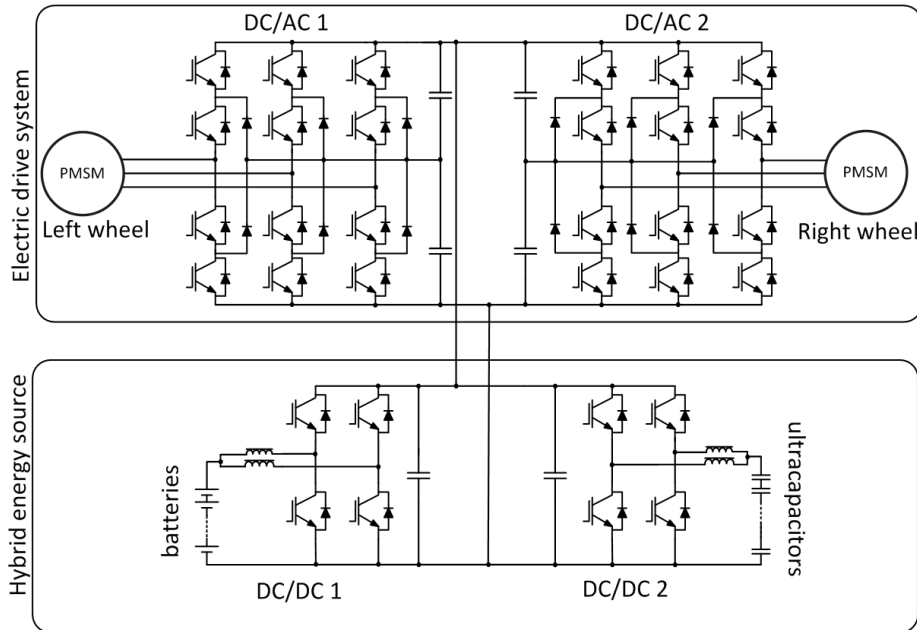 DC/AC 1
DC/AC 2
Electric drive system
PMSM
PMSM
Left wheel
Right wheel
Hybrid energy source
batteries
ultracapacitors
DC/DC 1
DC/DC 2